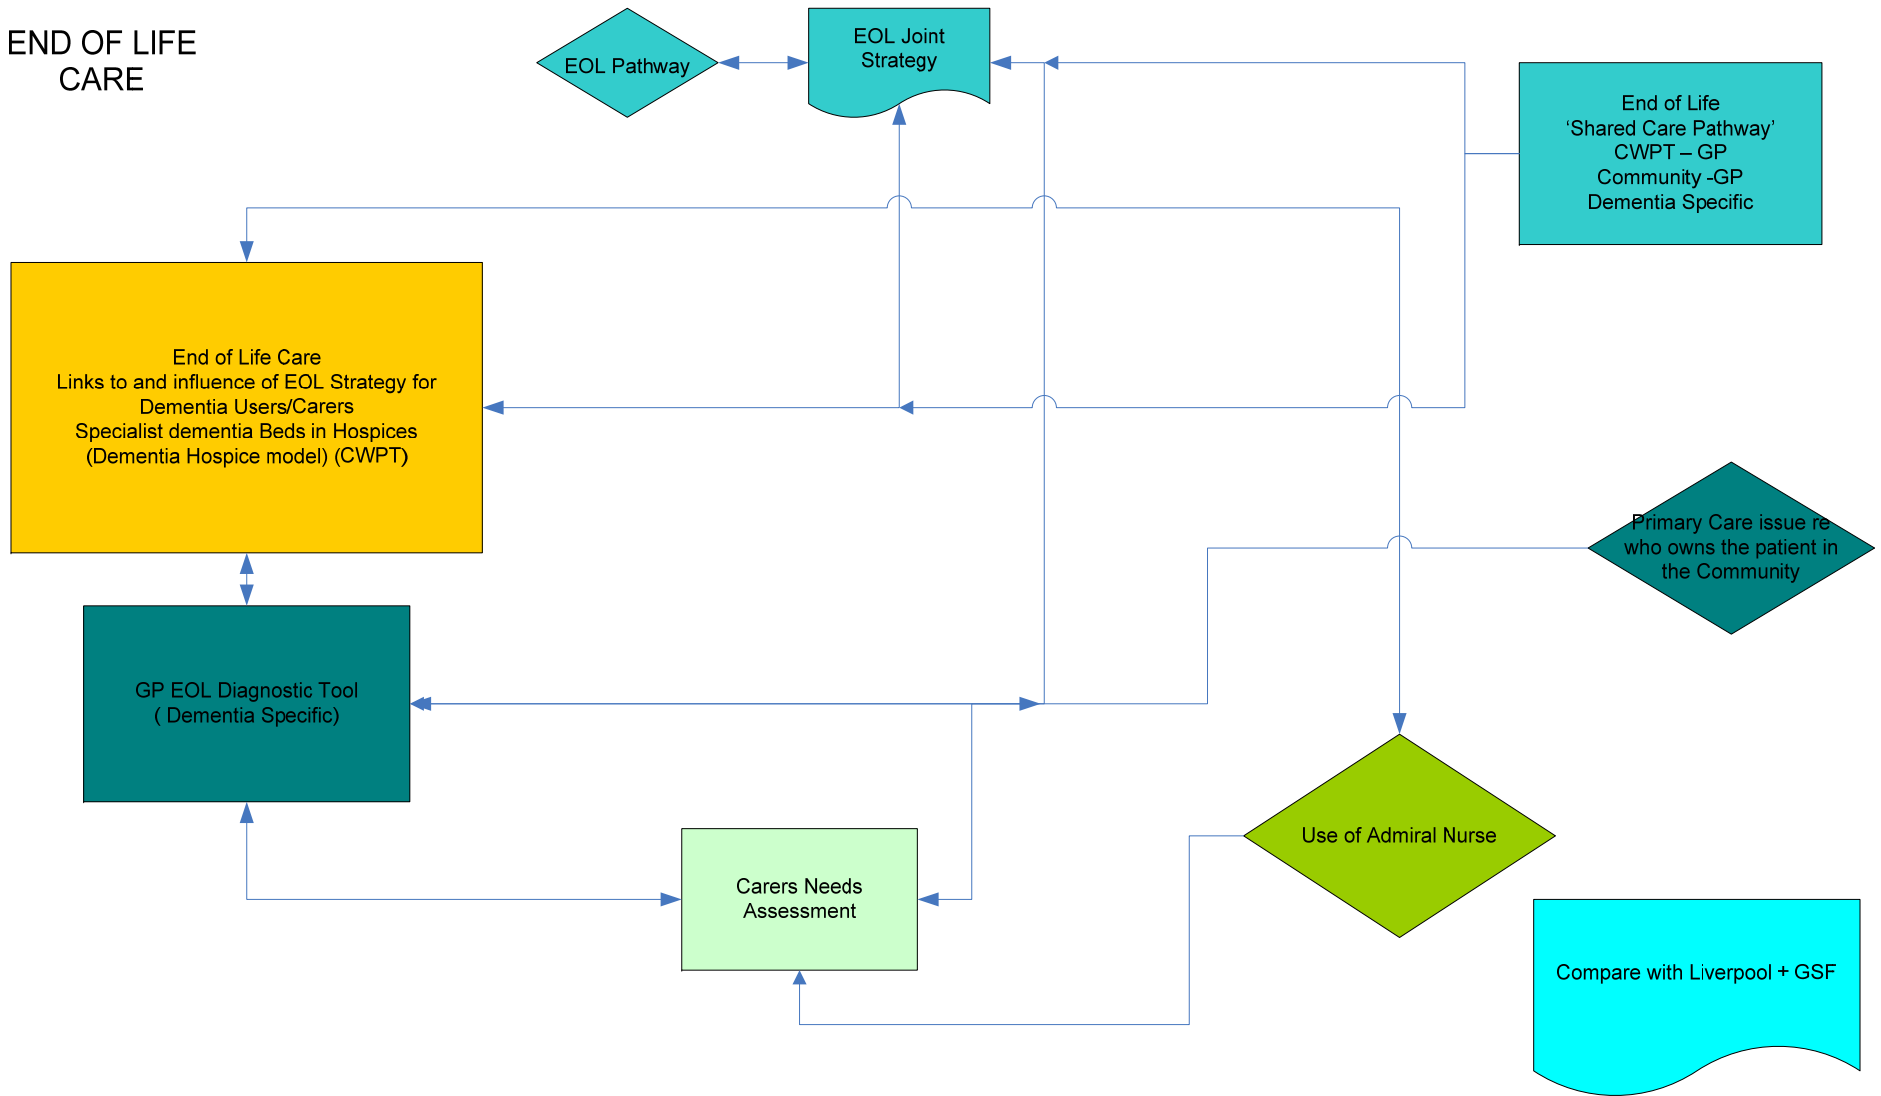 END OF LIFE
CARE
EOL Pathway
EOL Joint
Strategy
End of Life
‘Shared Care Pathway’
CWPT – GP
Community -GP
Dementia Specific
End of Life Care
Links to and influence of EOL Strategy for
Dementia Users/Carers
Specialist dementia Beds in Hospices
(Dementia Hospice model) (CWPT)
Primary Care issue re
who owns the patient in
the Community
GP EOL Diagnostic Tool
( Dementia Specific)
Use of Admiral Nurse
Carers Needs
Assessment
Compare with Liverpool + GSF